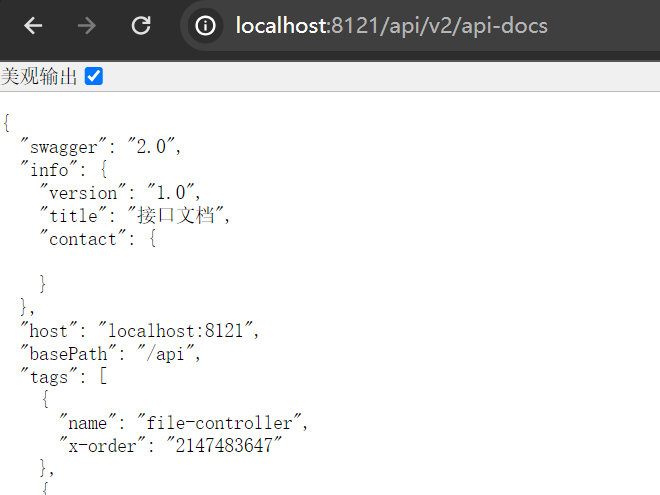 localhost:8121/api/v2/api-docs
美观输出
{
"swagger": "2.0",
"info": {
"version": "1.0",
"title": "接口文档",
"contact": {
}
},
"host": "localhost:8121",
"basePath": "/api",
"tags": [
{
"name": "file-controller",
"x-order": "2147483647"
},
{